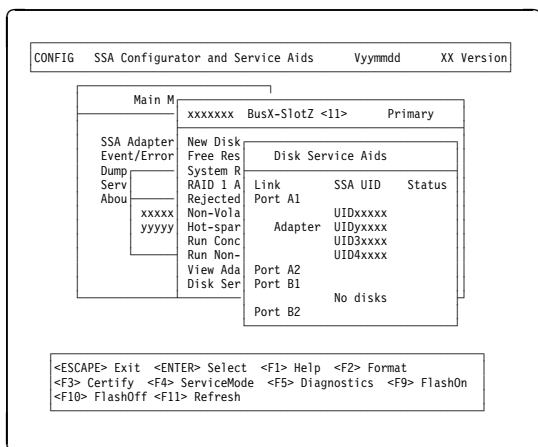 CONFIG SSA Configurator and Service Aids Vyymmdd XX Version
Main M
xxxxxxx BusX-SlotZ <11> Primary
SSA Adapter
Event/Error
Dump
Serv
Abou
xxxxx
yyyyy
New Disk
Free Res
System R
RAID 1 A
Rejected
Non-Vola
Hot-spar
Run Conc
Run Non-
View Ada
Disk Ser
Disk Service Aids
Link SSA UID Status
Port A1
UIDxxxxx
Adapter UIDyxxxx
UID3xxxx
UID4xxxx
Port A2
Port B1
No disks
Port B2
<ESCAPE> Exit <ENTER> Select <F1> Help <F2> Format
<F3> Certify <F4> ServiceMode <F5> Diagnostics <F9> FlashOn
<F10> FlashOff <F11> Refresh